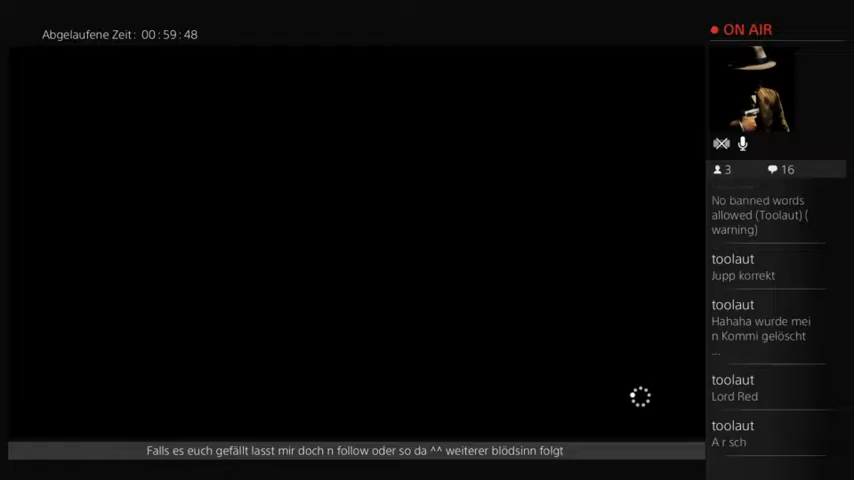 Abgelaufene Zeit: 00:59:48
ON AIR
3
16
No banned words
allowed (Toolaut) (
warning)
toolaut
Jupp korrekt
toolaut
Hahaha wurde mei
n Kommi gelöscht
...
toolaut
Lord Red
toolaut
A r sch
Falls es euch gefällt lasst mir doch n follow oder so da ^^ weiterer blödsinn folgt